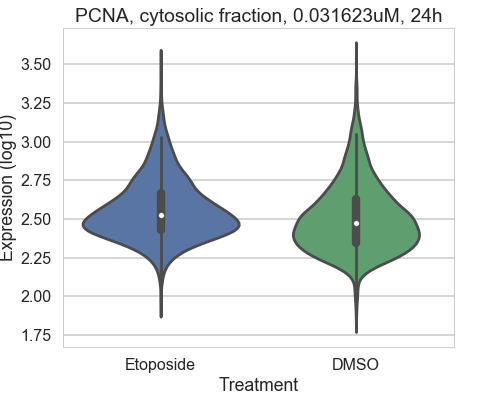 PCNA, cytosolic fraction, 0.031623uM, 24h
Expression (log10)
3.50
3.25
3.00
2.75
2.50
2.25
2.00
1.75
Etoposide DMSO
Treatment